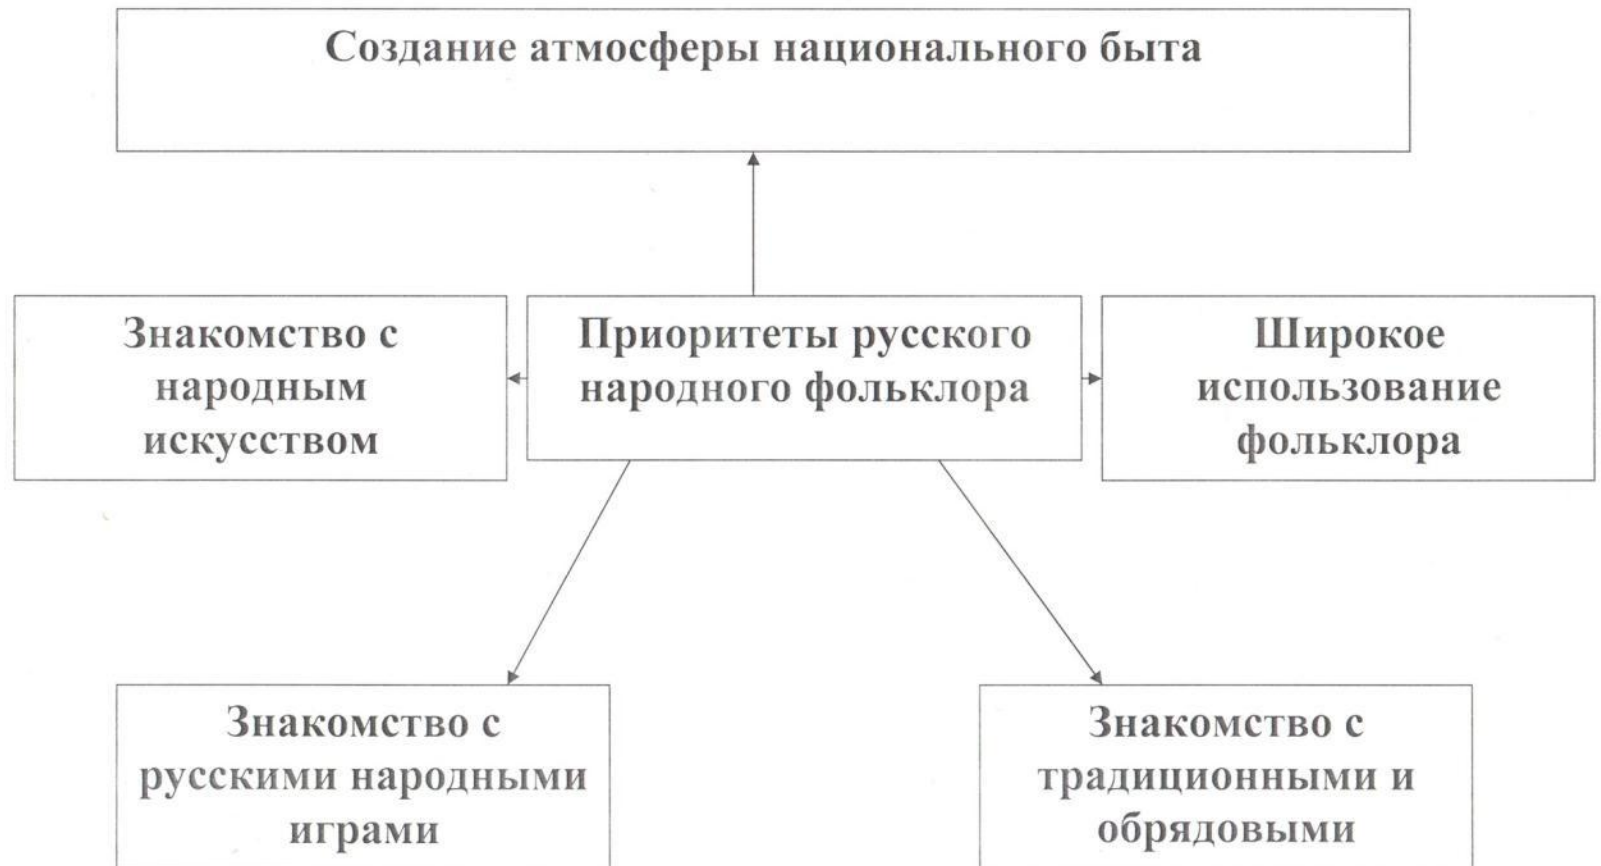 Создание атмосферы национального быта
Знакомство с
народным
искусством
Приоритеты русского
народного фольклора
Широкое
использование
фольклора
Знакомство с
русскими народными
играми
Знакомство с
традиционными и
обрядовыми